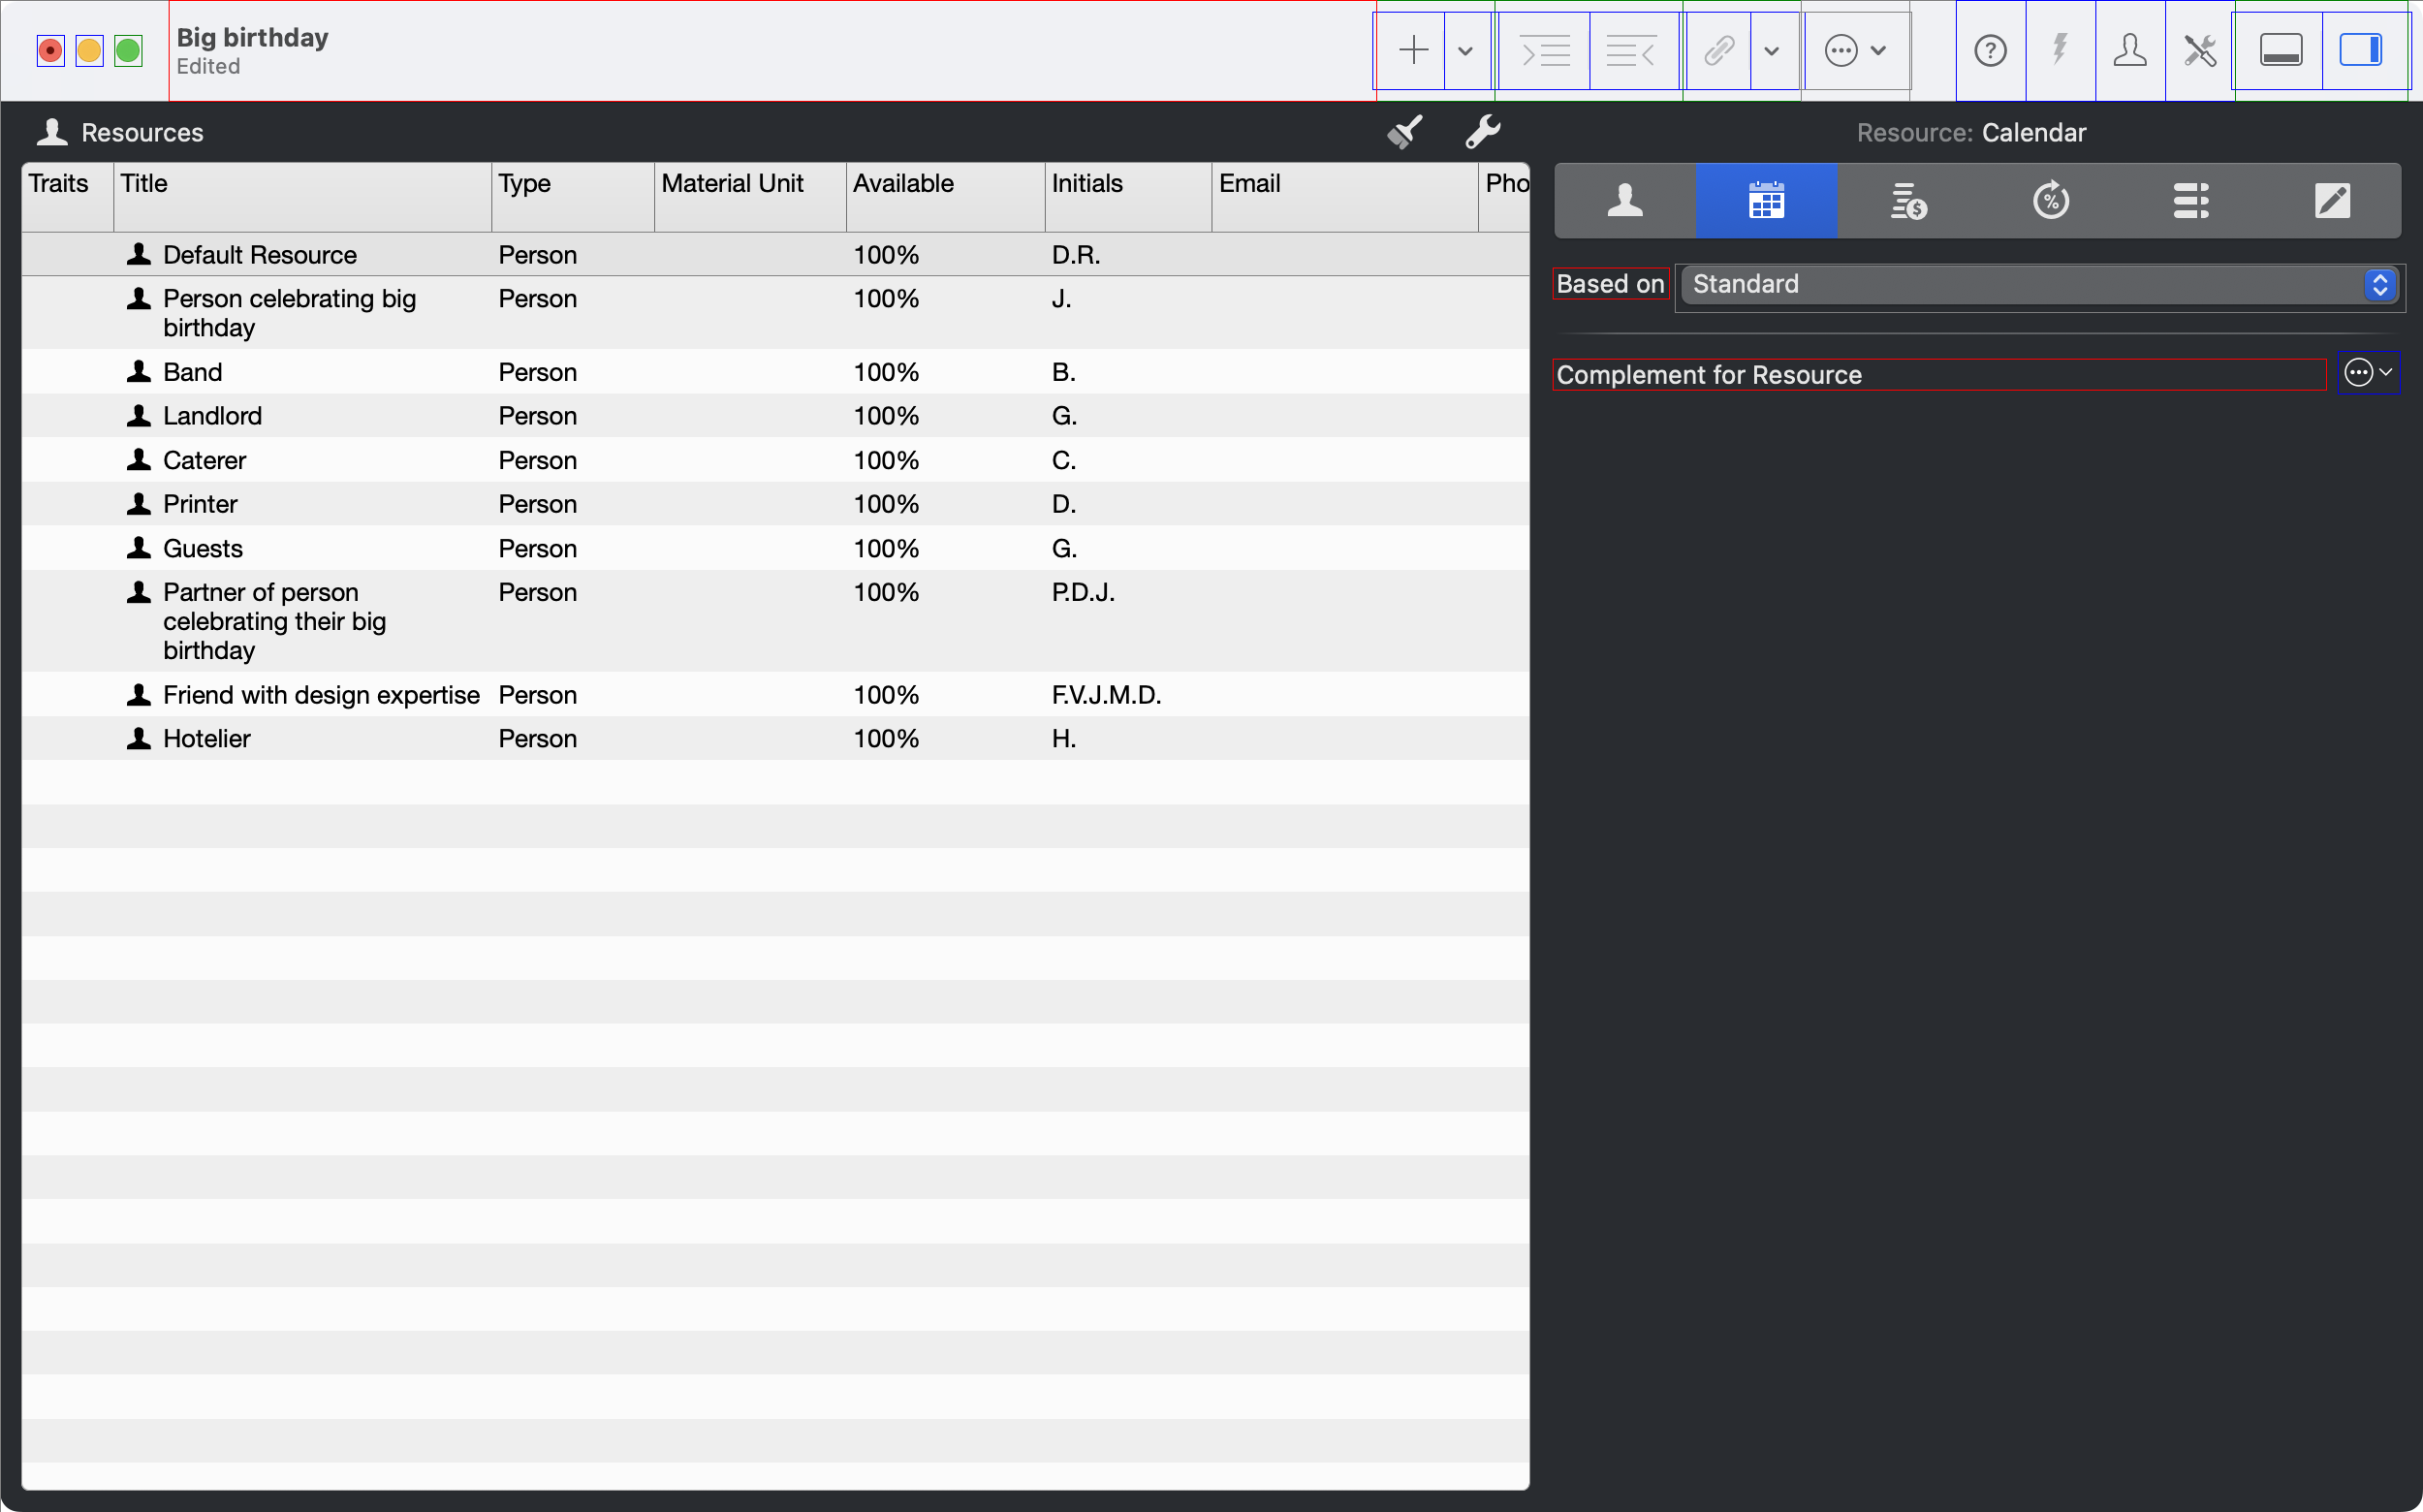 Big birthday
Edited
Resources
Resource: Calendar
Traits Title Type Material Unit Available Initials Email Pho
Default Resource Person 100% D.R.
Person celebrating big
birthday
Person 100% J.
Band Person 100% B.
Landlord Person 100% G.
Caterer Person 100% C.
Printer Person 100% D.
Guests Person 100% G.
Partner of person
celebrating their big
birthday
Person 100% P.D.J.
Friend with design expertise Person 100% F.V.J.M.D.
Hotelier Person 100% H.
Based on Standard
Complement for Resource